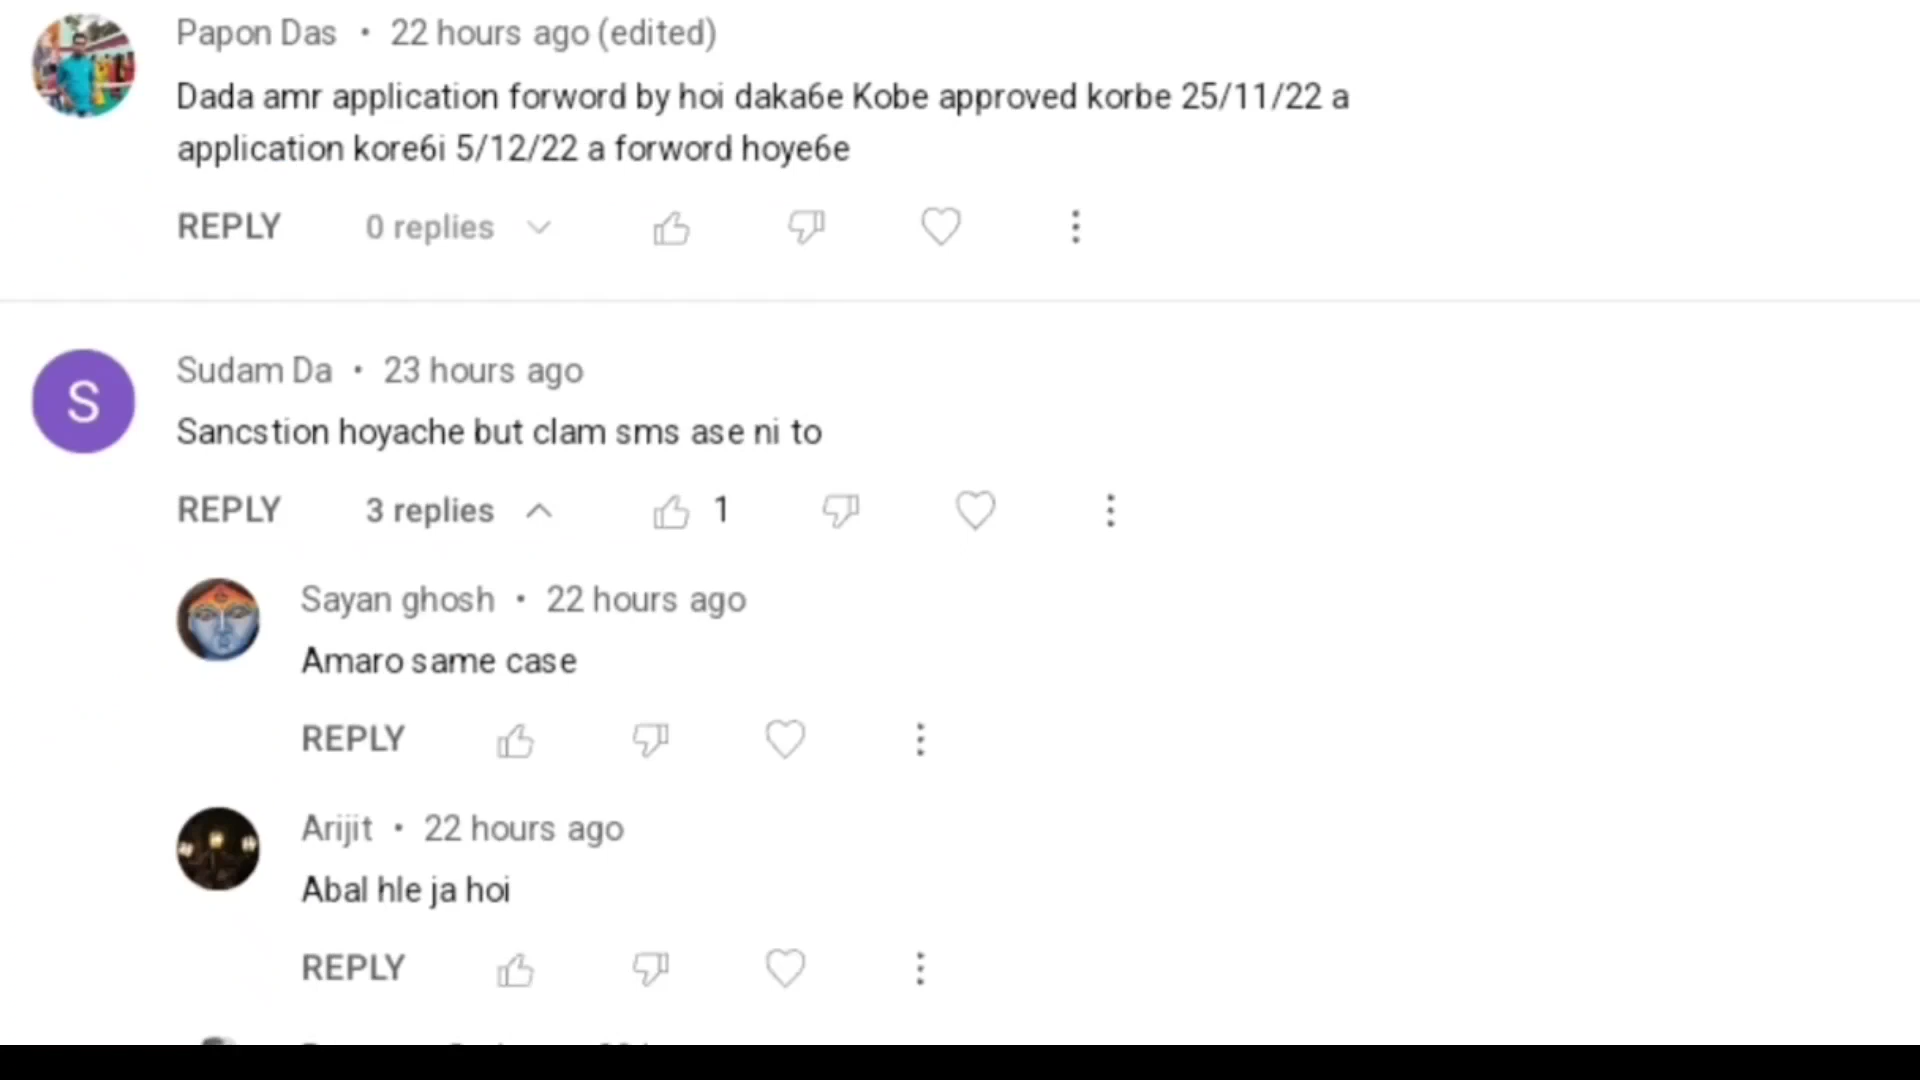 Papon Das • 22 hours ago (edited)
Dada amr application forword by hoi daka6e Kobe approved korbe 25/11/22 a
application kore6i 5/12/22 a forword hoye6e
REPLY 0 replies
S
Sudam Da • 23 hours ago
Sancstion hoyache but clam sms ase ni to
REPLY 3 replies 1
Sayan ghosh • 22 hours ago
Amaro same case
REPLY
Arijit • 22 hours ago
Abal hle ja hoi
REPLY